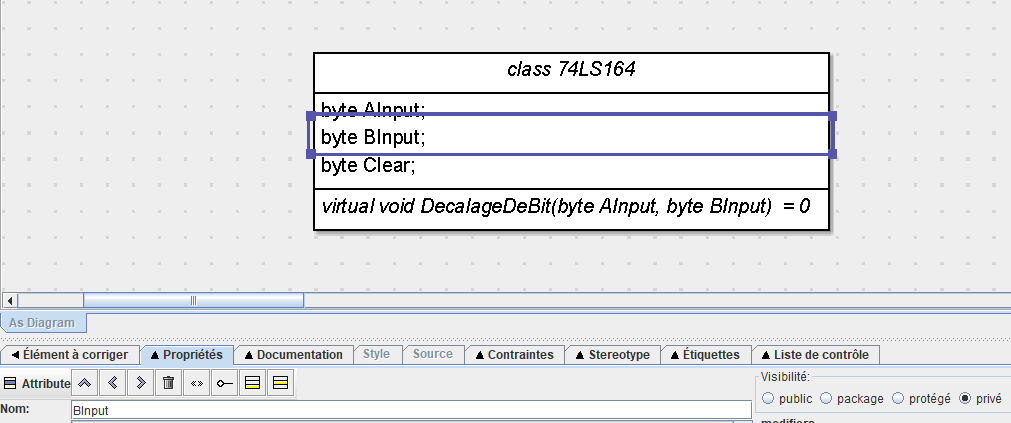 class 74LS164
byte AInput;
byte BInput;
byte Clear;
virtual void DecalageDeBit(byte AInput, byte BInput) = 0
As Diagram
Élément à corriger Propriétés Documentation Style Source Contraintes Stereotype Étiquettes Liste de contrôle
Attribute
Visibilité:
public package protégé privé
Nom: BInput
modifiers